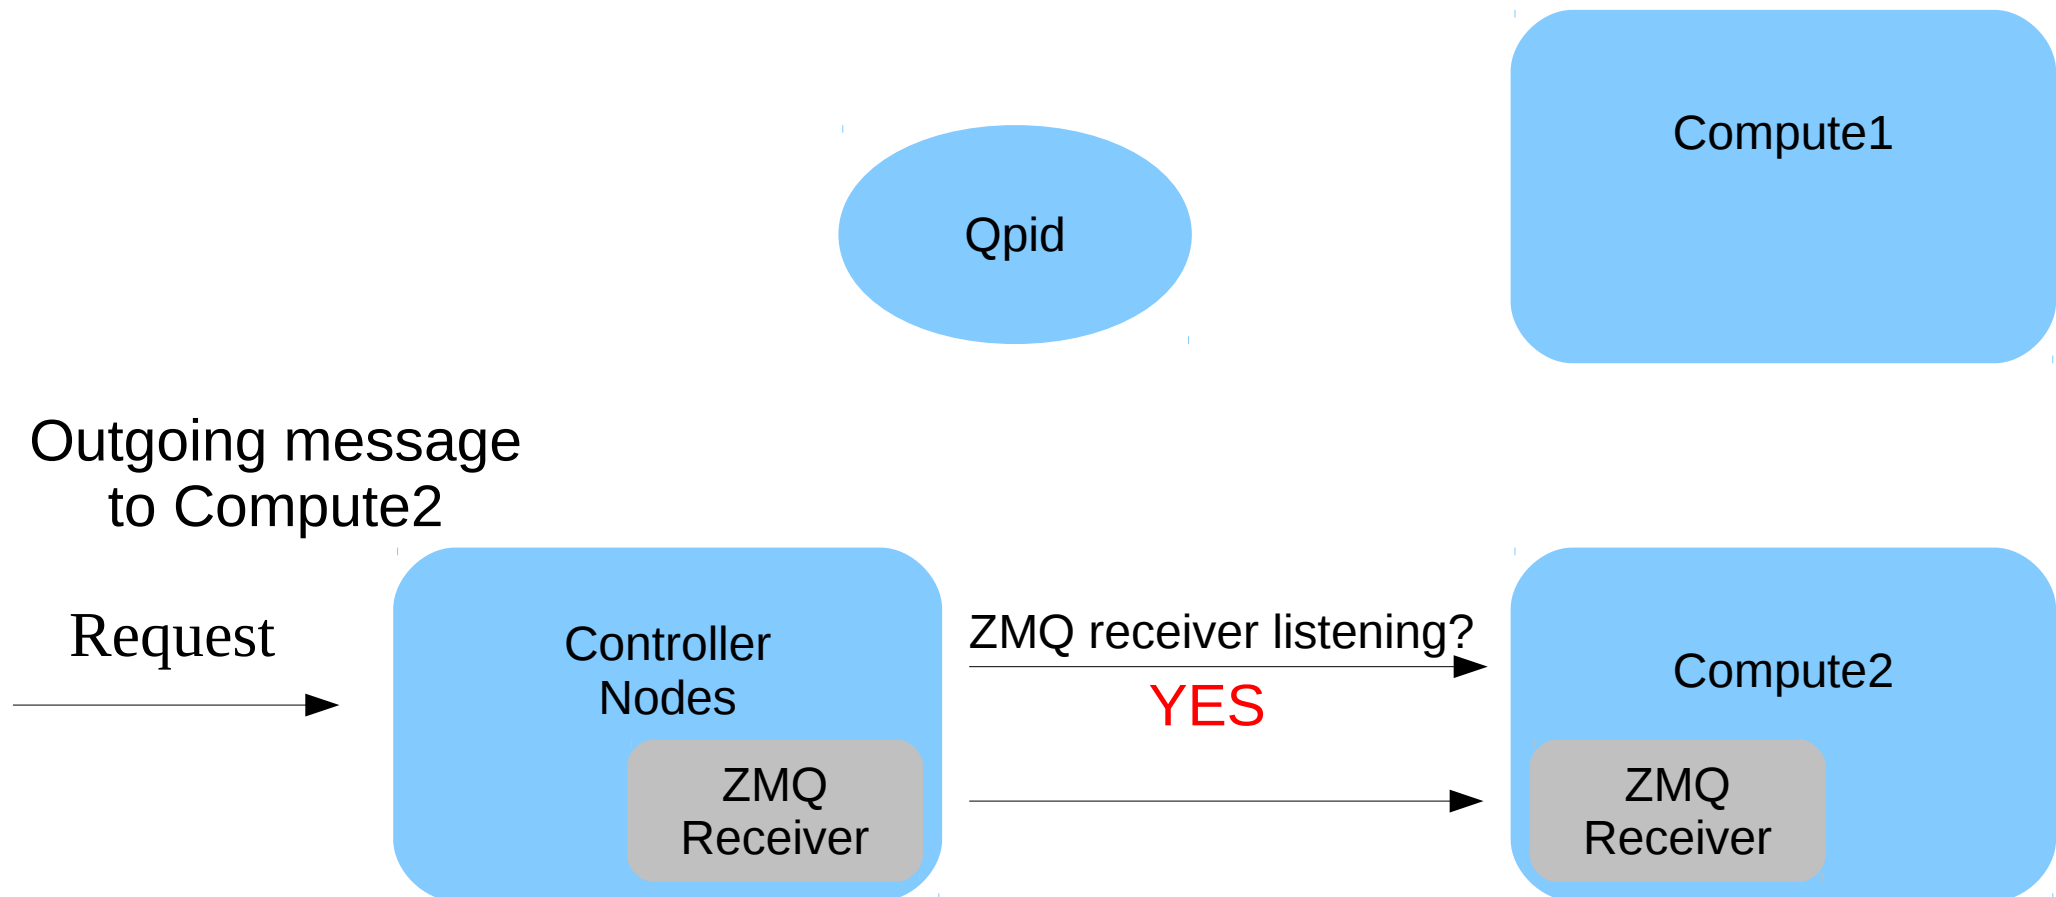 Compute1
Qpid
Outgoing message
to Compute2
Request
Controller
Nodes
ZMQ
Receiver
ZMQ receiver listening?
YES
Compute2
ZMQ
Receiver